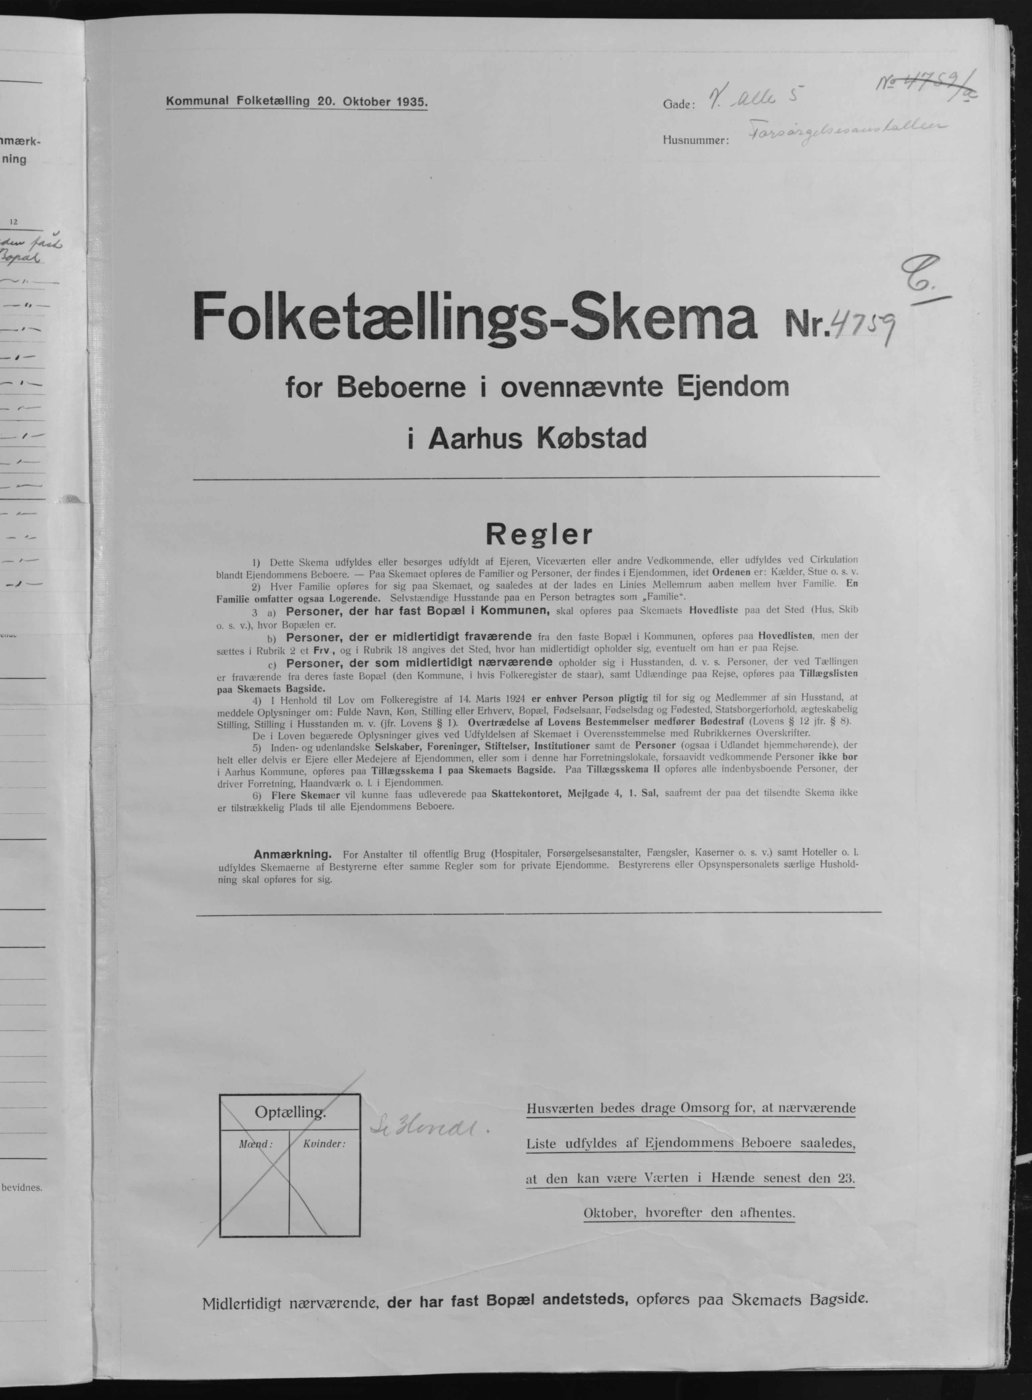 Kommunal Folketælling 20. Oktober 1935.
No 4759/a
Gade: V. Alle 5
Husnummer: Forsørgelsesanstalten
C.
Folketællings-Skema Nr. 4759
for Beboerne i ovennævnte Ejendom
i Aarhus Købstad
Regler
1) Dette Skema udfyldes eller besørges udfyldt af Ejeren, Viceværten eller andre Vedkommende, eller udfyldes ved Cirkulation
blandt Ejendommens Beboere. — Paa Skemaet opføres de Familier og Personer, der findes i Ejendommen, idet Ordenen er: Kælder, Stue o. s. v.
2) Hver Familie opføres for sig paa Skemaet, og saaledes at der lades en Linies Mellemrum aaben mellem hver Familie. En
Familie omfatter ogsaa Logerende. Selvstændige Husstande paa en Person betragtes som „Familie“.
3 a) Personer, der har fast Bopæl i Kommunen, skal opføres paa Skemaets Hovedliste paa det Sted (Hus, Skib
o. s. v.), hvor Bopælen er.
b) Personer, der er midlertidigt fraværende fra den faste Bopæl i Kommunen, opføres paa Hovedlisten, men der
sættes i Rubrik 2 et Frv., og i Rubrik 18 angives det Sted, hvor han midlertidigt opholder sig, eventuelt om han er paa Rejse.
c) Personer, der som midlertidigt nærværende opholder sig i Husstanden, d. v. s. Personer, der ved Tællingen
er fraværende fra deres faste Bopæl (den Kommune, i hvis Folkeregister de staar), samt Udlændinge paa Rejse, opføres paa Tillægslisten
paa Skemaets Bagside.
4) I Henhold til Lov om Folkeregistre af 14. Marts 1924 er enhver Person pligtig til for sig og Medlemmer af sin Husstand, at
meddele Oplysninger om: Fulde Navn, Køn, Stilling eller Erhverv, Bopæl, Fødselsaar, Fødselsdag og Fødested, Statsborgerforhold, ægteskabelig
Stilling, Stilling i Husstanden m. v. (jfr. Lovens § 1). Overtrædelse af Lovens Bestemmelser medfører Bødestraf (Lovens § 12 jfr. § 8).
De i Loven begærede Oplysninger gives ved Udfyldelsen af Skemaet i Overensstemmelse med Rubrikkernes Overskrifter.
5) Inden- og udenlandske Selskaber, Foreninger, Stiftelser, Institutioner samt de Personer (ogsaa i Udlandet hjemmehørende), der
helt eller delvis er Ejere eller Medejere af Ejendommen, eller som i denne har Forretningslokale, forsaavidt vedkommende Personer ikke bor
i Aarhus Kommune, opføres paa Tillægsskema I paa Skemaets Bagside. Paa Tillægsskema II opføres alle indenbysboende Personer, der
driver Forretning, Haandværk o. l. i Ejendommen.
6) Flere Skemaer vil kunne faas udleverede paa Skattekontoret, Mejlgade 4, 1. Sal, saafremt der paa det tilsendte Skema ikke
er tilstrækkelig Plads til alle Ejendommens Beboere.
Anmærkning. For Anstalter til offentlig Brug (Hospitaler, Forsørgelsesanstalter, Fængsler, Kaserner o. s. v.) samt Hoteller o. l.
udfyldes Skemaerne af Bestyrerne efter samme Regler som for private Ejendomme. Bestyrerens eller Opsynspersonalets særlige Hushold-
ning skal opføres for sig.
Optælling.
Mænd: Kvinder:
Se Hovedl.
Husværten bedes drage Omsorg for, at nærværende
Liste udfyldes af Ejendommens Beboere saaledes,
at den kan være Værten i Hænde senest den 23.
Oktober, hvorefter den afhentes.
Midlertidigt nærværende, der har fast Bopæl andetsteds, opføres paa Skemaets Bagside.
nmærk-
ning
12
Bopæl
bevidnes.